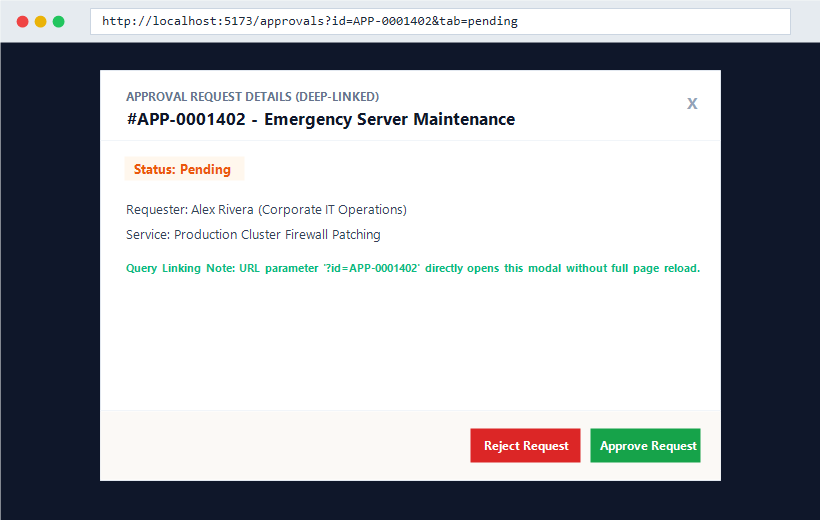 http://localhost:5173/approvals?id=APP-0001402&tab=pending
APPROVAL REQUEST DETAILS (DEEP-LINKED)
X
#APP-0001402 - Emergency Server Maintenance
Status: Pending
Requester: Alex Rivera (Corporate IT Operations)
Service: Production Cluster Firewall Patching
Query Linking Note: URL parameter '?id=APP-0001402' directly opens this modal without full page reload.
Reject Request
Approve Request